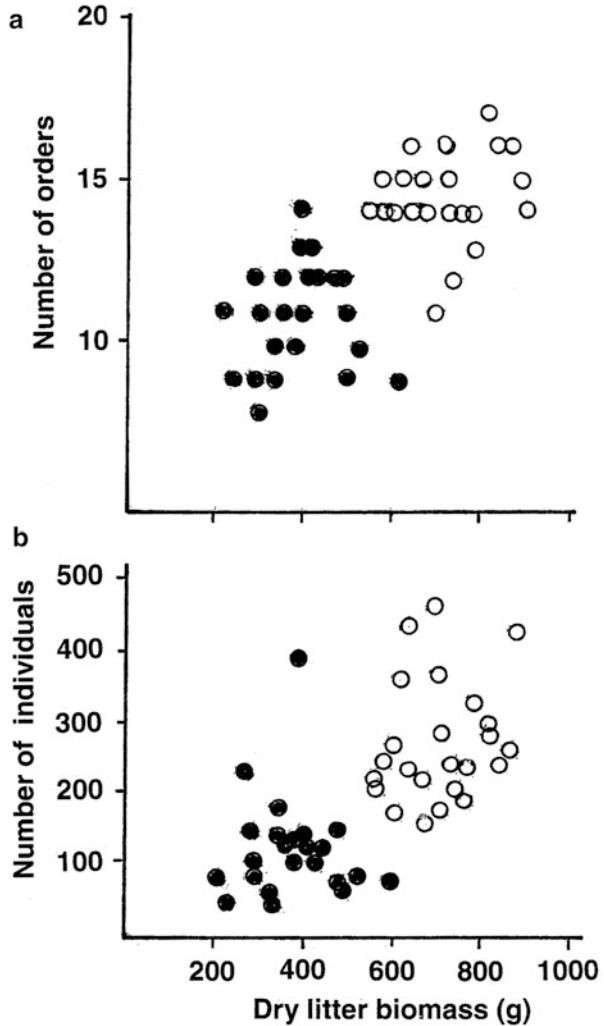 a
20
15
10
Number of orders
b
500
400
300
200
100
Number of individuals
200 400 600 800 1000
Dry litter biomass (g)